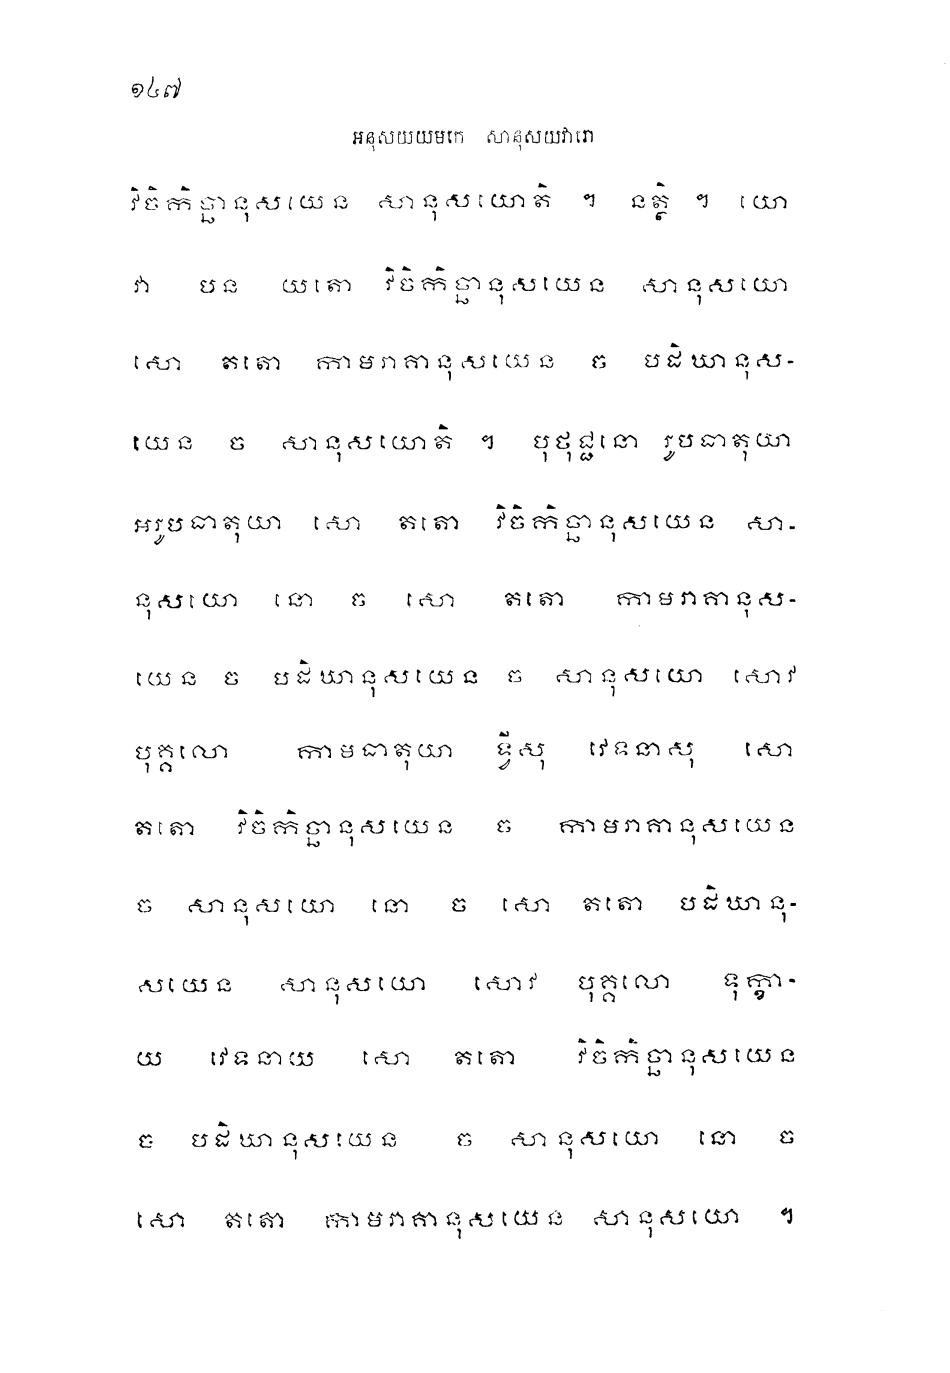 ១៤៧
អនុសយយមកេ សានុសយវារោ
វិចិកិច្ឆានុសយេន សានុសយោតិ ។ នត្ថិ ។ យោ
វា បន យតោ វិចិកិច្ឆានុសយេន សានុសយោ
សោ តតោ កាមរាគានុសយេន ច បដិឃានុស-
យេន ច សានុសយោតិ ។ បុថុជ្ជនោ រូបធាតុយា
អរូបធាតុយា សោ តតោ វិចិកិច្ឆានុសយេន សា-
នុសយោ នោ ច សោ តតោ កាមរាគានុស-
យេន ច បដិឃានុសយេន ច សានុសយោ សោវ
បុគ្គលោ កាមធាតុយា ទ្វីសុ វេទនាសុ សោ
តតោ វិចិកិច្ឆានុសយេន ច កាមរាគានុសយេន
ច សានុសយោ នោ ច សោ តតោ បដិឃានុ-
សយេន សានុសយោ សោវ បុគ្គលោ ទុក្ខា-
យ វេទនាយ សោ តតោ វិចិកិច្ឆានុសយេន
ច បដិឃានុសយេន ច សានុសយោ នោ ច
សោ តតោ កាមរាគានុសយេន សានុសយោ ។